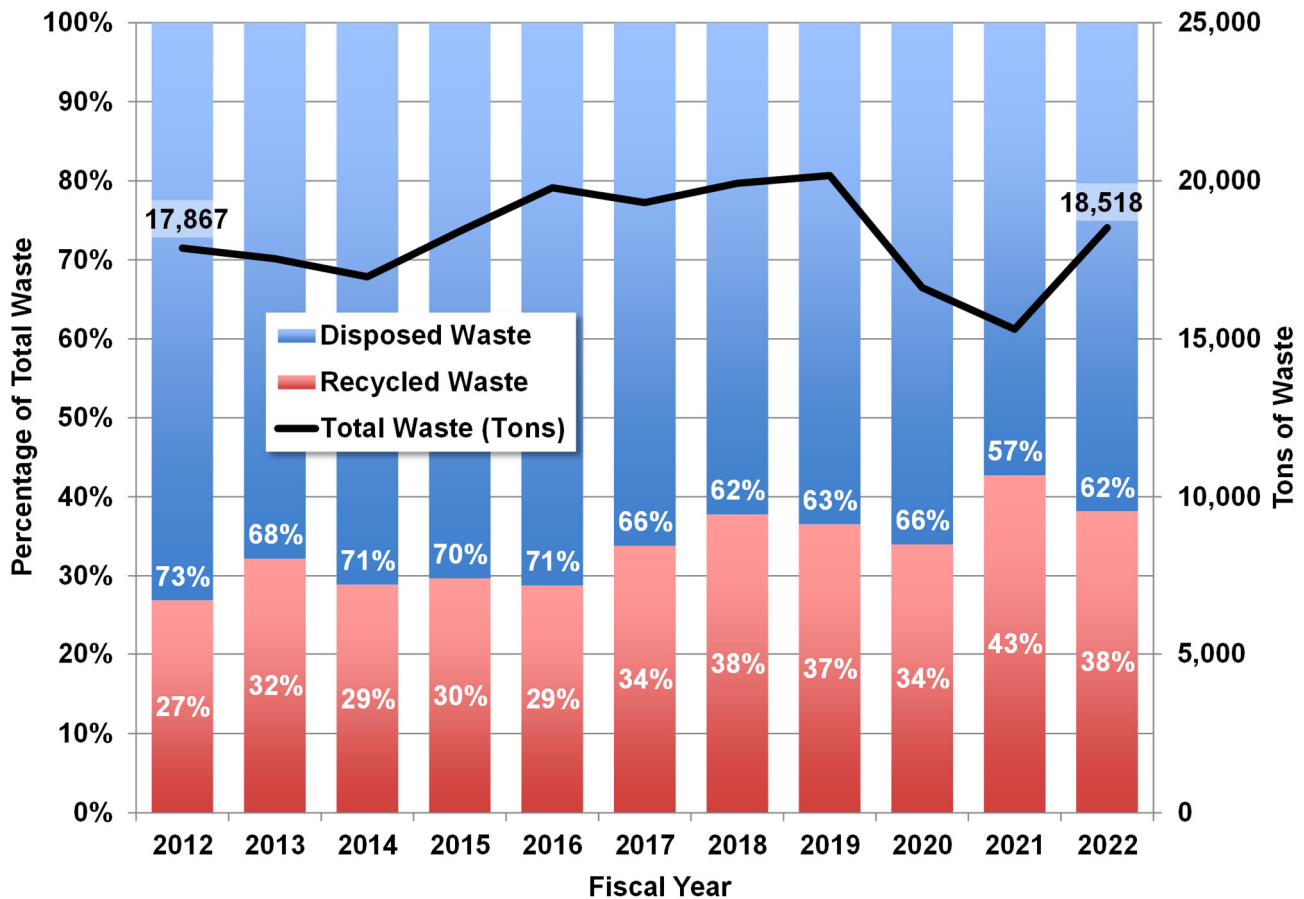 100%
90%
80%
70%
60%
50%
40%
30%
20%
10%
0%
Percentage of Total Waste
25,000
20,000
15,000
10,000
5,000
0
Tons of Waste
17,867
18,518
Disposed Waste
Recycled Waste
Total Waste (Tons)
73% 68% 71% 70% 71% 66% 62% 63% 66% 57% 62%
27% 32% 29% 30% 29% 34% 38% 37% 34% 43% 38%
2012 2013 2014 2015 2016 2017 2018 2019 2020 2021 2022
Fiscal Year